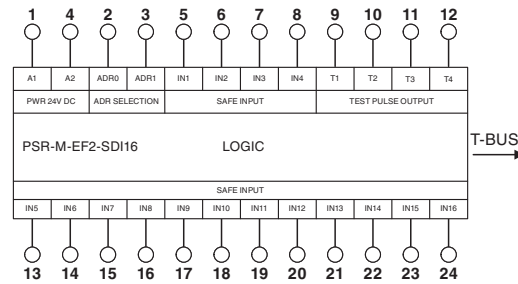 1 4 2 3 5 6 7 8 9 10 11 12
A1 A2 ADR0 ADR1 IN1 IN2 IN3 IN4 T1 T2 T3 T4
PWR 24V DC ADR SELECTION SAFE INPUT TEST PULSE OUTPUT
PSR-M-EF2-SDI16 LOGIC T-BUS
SAFE INPUT
IN5 IN6 IN7 IN8 IN9 IN10 IN11 IN12 IN13 IN14 IN15 IN16
13 14 15 16 17 18 19 20 21 22 23 24